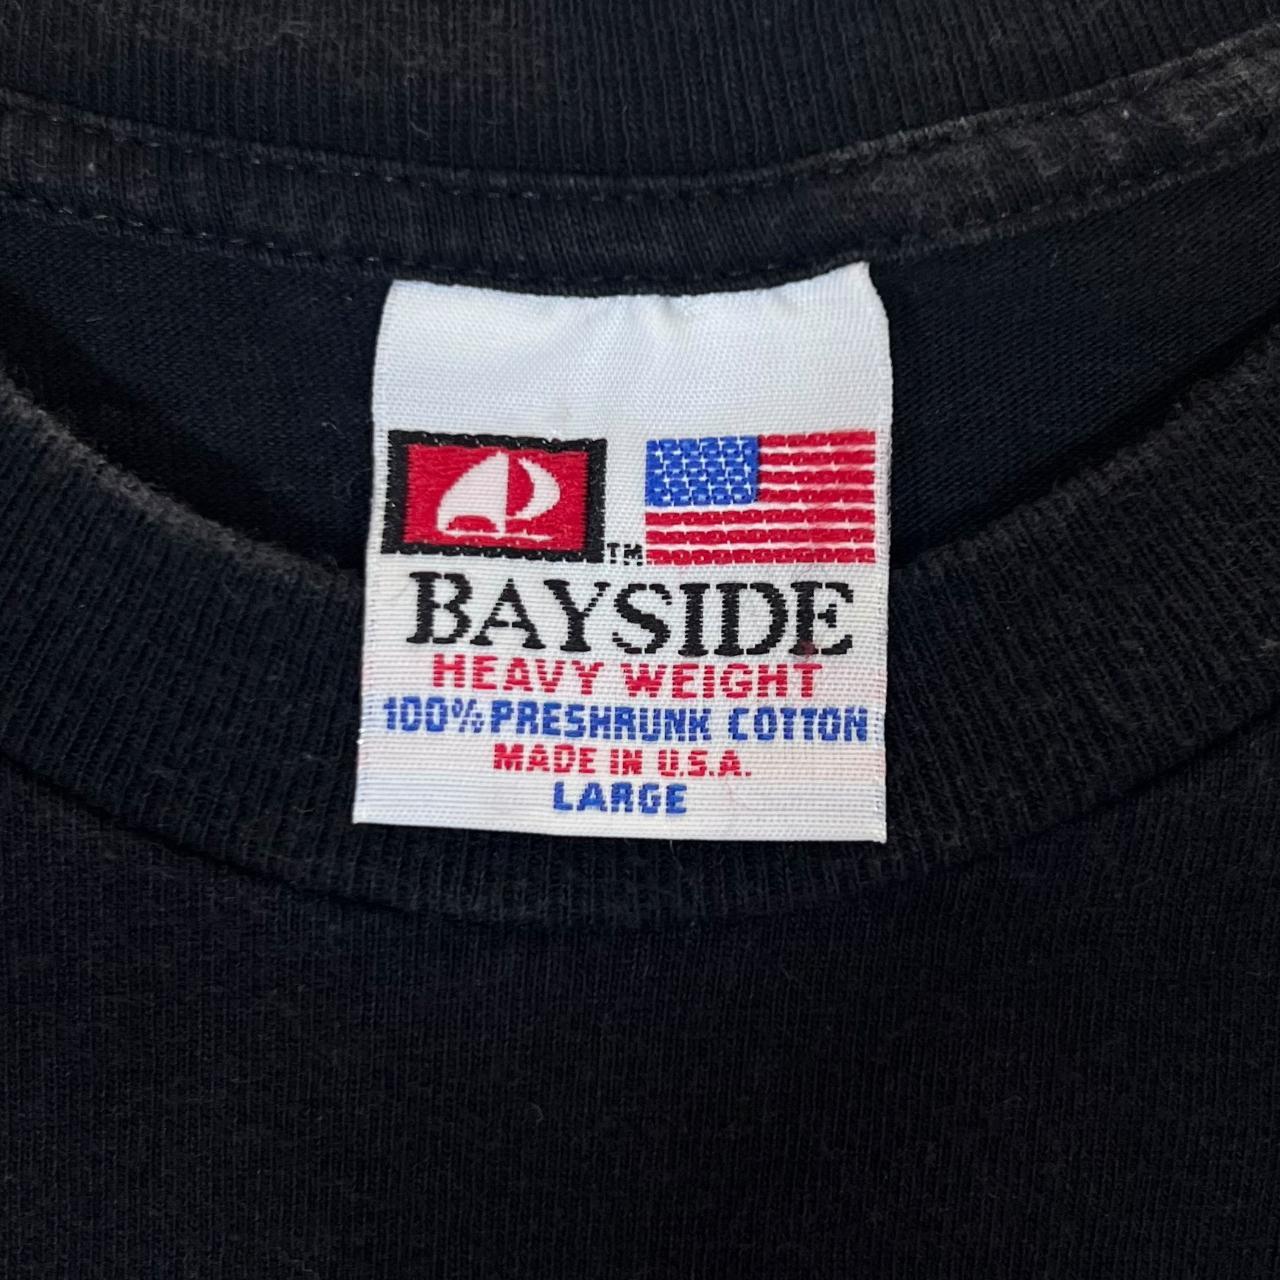 TM
BAYSIDE
HEAVY WEIGHT
100% PRESHRUNK COTTON
MADE IN U.S.A.
LARGE